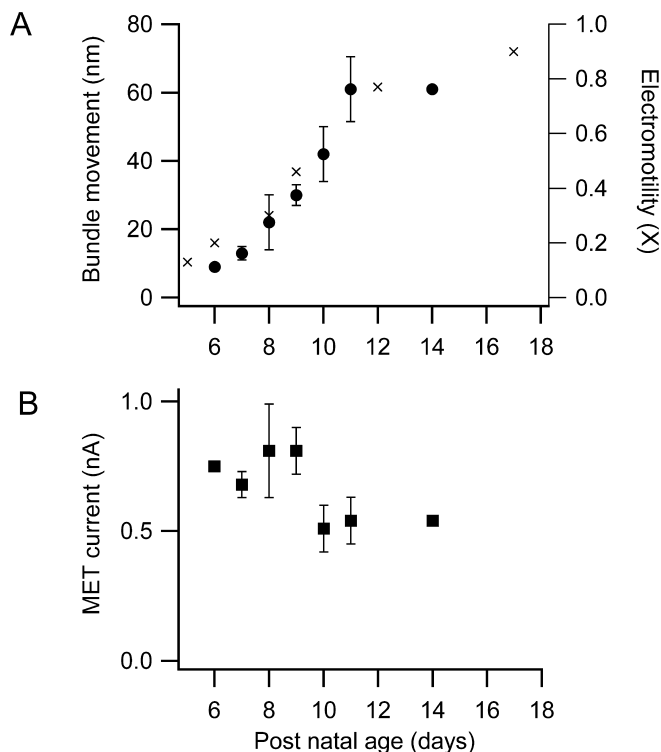 A
Bundle movement (nm)
80
60
40
20
0
1.0
0.8
0.6
0.4
0.2
0.0
Electromotility (X)
6 8 10 12 14 16 18
B
MET current (nA)
1.0
0.5
0.0
6 8 10 12 14 16 18
Post natal age (days)